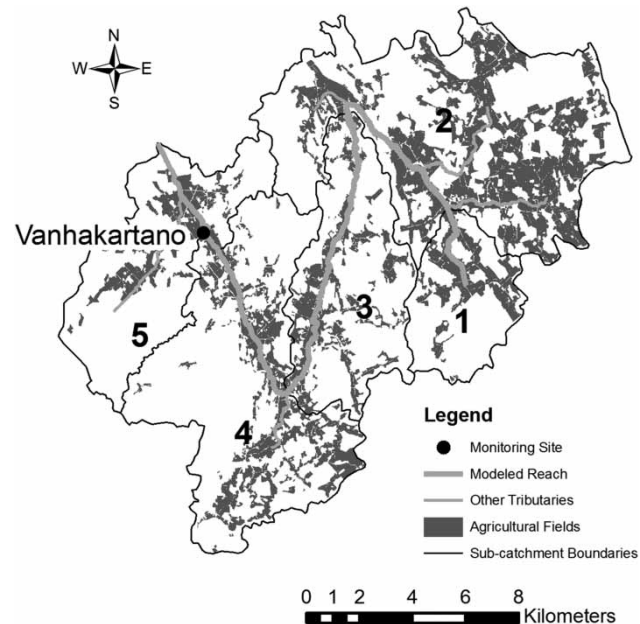 N
W E
S
2
Vanhakartano
3
1
5
4
Legend
Monitoring Site
Modeled Reach
Other Tributaries
Agricultural Fields
Sub-catchment Boundaries
0 1 2 4 6 8
Kilometers